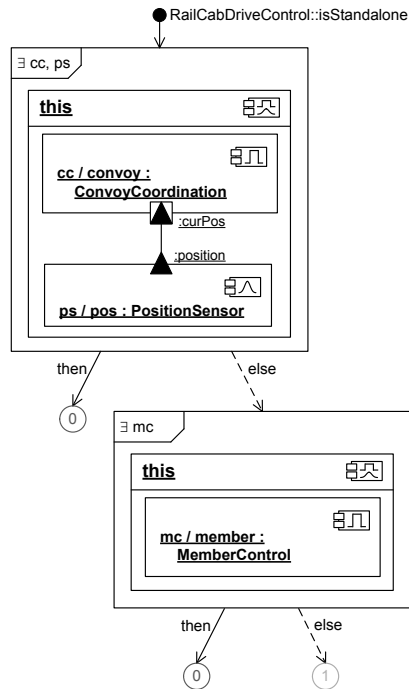 RailCabDriveControl::isStandalone
∃ cc, ps
this
cc / convoy :
ConvoyCoordination
:curPos
:position
ps / pos : PositionSensor
then
else
0
∃ mc
this
mc / member :
MemberControl
then
else
0
1